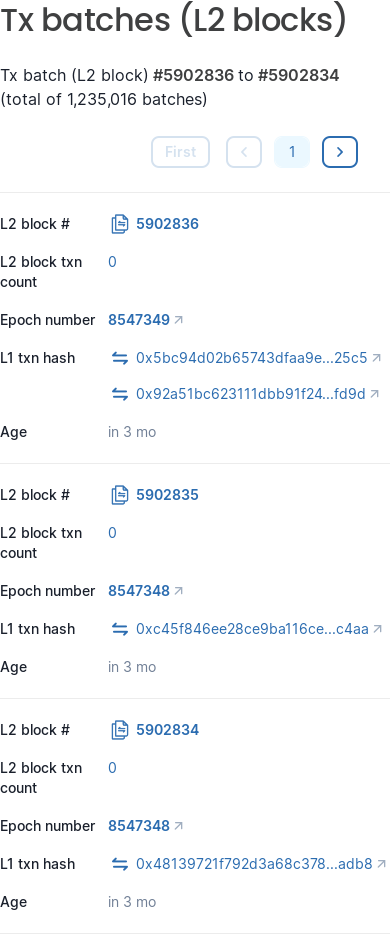 Tx batches (L2 blocks)
Tx batch (L2 block) #5902836 to #5902834
(total of 1,235,016 batches)
First
1
L2 block # 5902836
L2 block txn count 0
Epoch number 8547349
L1 txn hash 0x5bc94d02b65743dfaa9e...25c5
0x92a51bc623111dbb91f24...fd9d
Age in 3 mo
L2 block # 5902835
L2 block txn count 0
Epoch number 8547348
L1 txn hash 0xc45f846ee28ce9ba116ce...c4aa
Age in 3 mo
L2 block # 5902834
L2 block txn count 0
Epoch number 8547348
L1 txn hash 0x48139721f792d3a68c378...adb8
Age in 3 mo